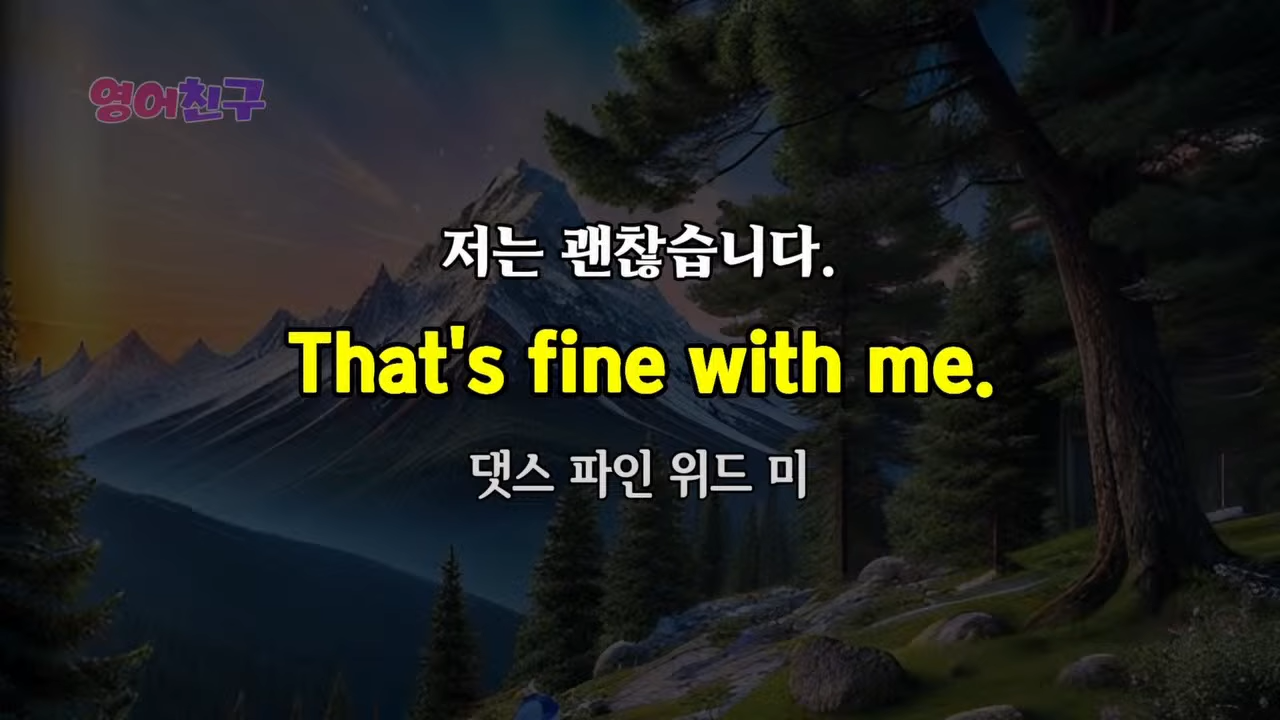 영어친구
저는 괜찮습니다.
That's fine with me.
댓스 파인 위드 미